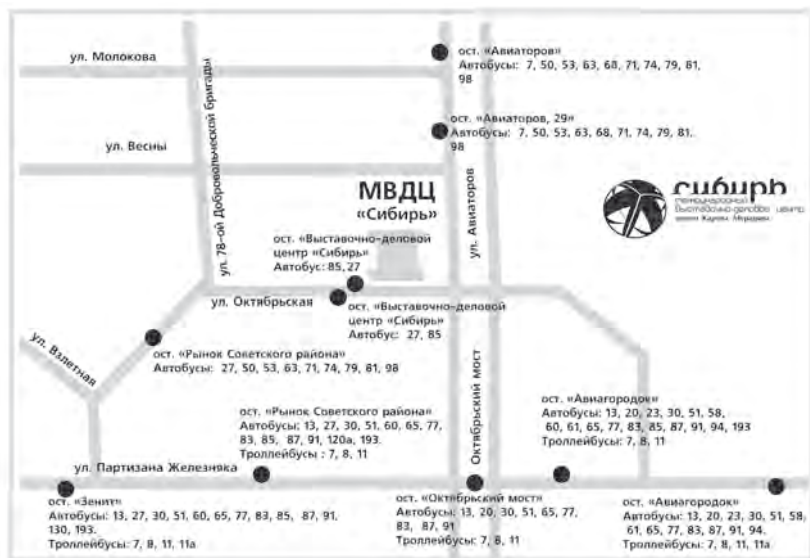 ул. Молокова
ост. «Авиаторов»
Автобусы: 7, 50, 53, 63, 68, 71, 74, 79, 81,
98
ул. 78-ой Добровольческой бригады
ост. «Авиаторов, 29»
Автобусы: 7, 50, 53, 63, 68, 71, 74, 79, 81.
98
ул. Весны
МВДЦ
«Сибирь»
ул. Авиаторов
сибирь
международный
выставочно-деловой центр
ост. «Выставочно-деловой
центр «Сибирь»
Автобус: 85,27
ул. Октябрьская
ост. «Выставочно-деловой
центр «Сибирь»
Автобус: 27, 85
ул. Взлетная
ост. «Рынок Советского района»
Автобусы: 27, 50, 53, 63, 71, 74, 79, 81, 98
Октябрьский мост
ост. «Рынок Советского района»
Автобусы: 13, 27, 30, 51, 60, 65, 77,
83, 85, 87, 91, 120а, 193.
Троллейбусы : 7, 8, 11
ост. «Авиагородок»
Автобусы: 13, 20, 23, 30, 51, 58,
60, 61, 65, 77, 83, 85, 87, 91, 94, 193
Троллейбусы: 7, 8, 11
ул. Партизана Железняка
ост. «Зенит»
Автобусы: 13, 27, 30, 51, 60, 65, 77, 83, 85, 87, 91,
130, 193.
Троллейбусы: 7, 8, 11, 11а
ост. «Октябрьский мост»
Автобусы: 13, 20, 30, 51, 65, 77,
83, 87, 91
Троллейбусы: 7, 8, 11
ост. «Авиагородок»
Автобусы: 13, 20, 23, 30, 51, 58,
61, 65, 77, 83, 87, 91, 94.
Троллейбусы: 7, 8, 11, 11а